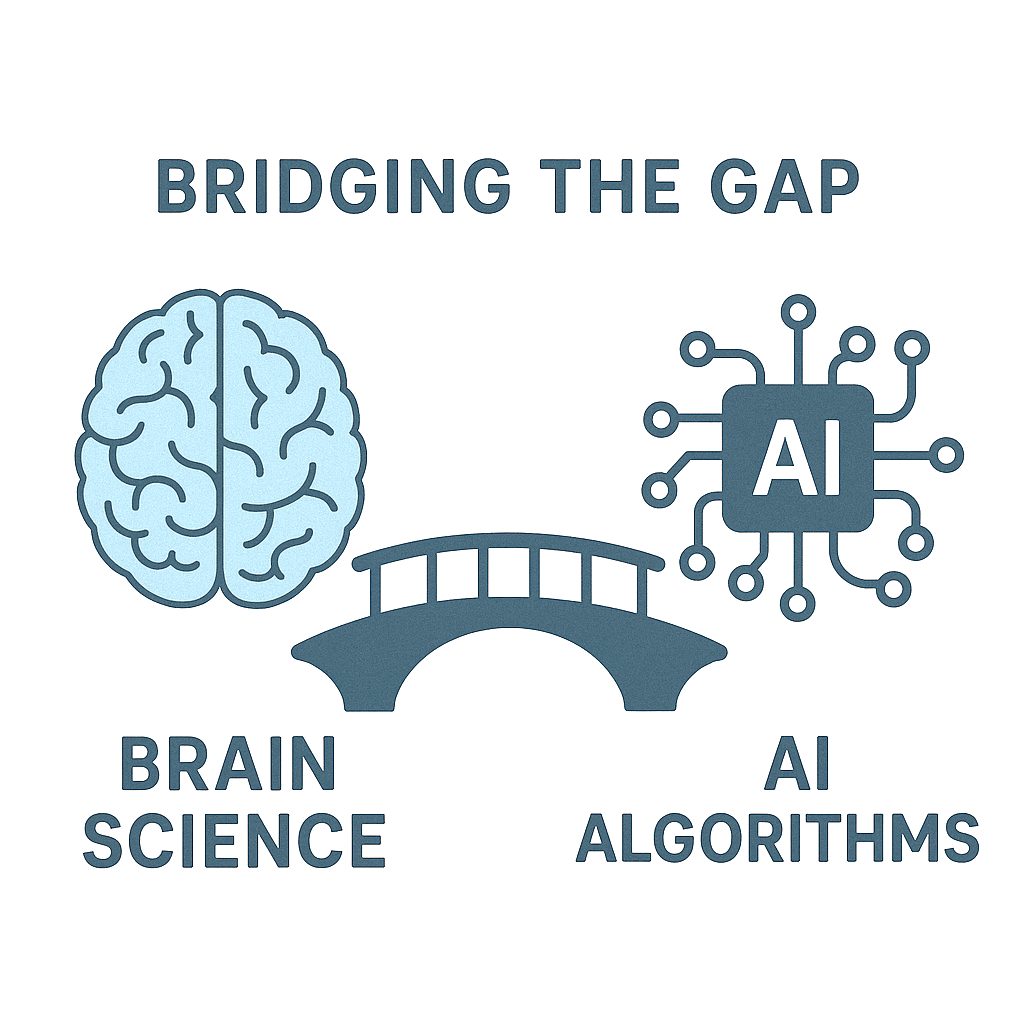 BRIDGING THE GAP
AI
BRAIN
SCIENCE
AI
ALGORITHMS